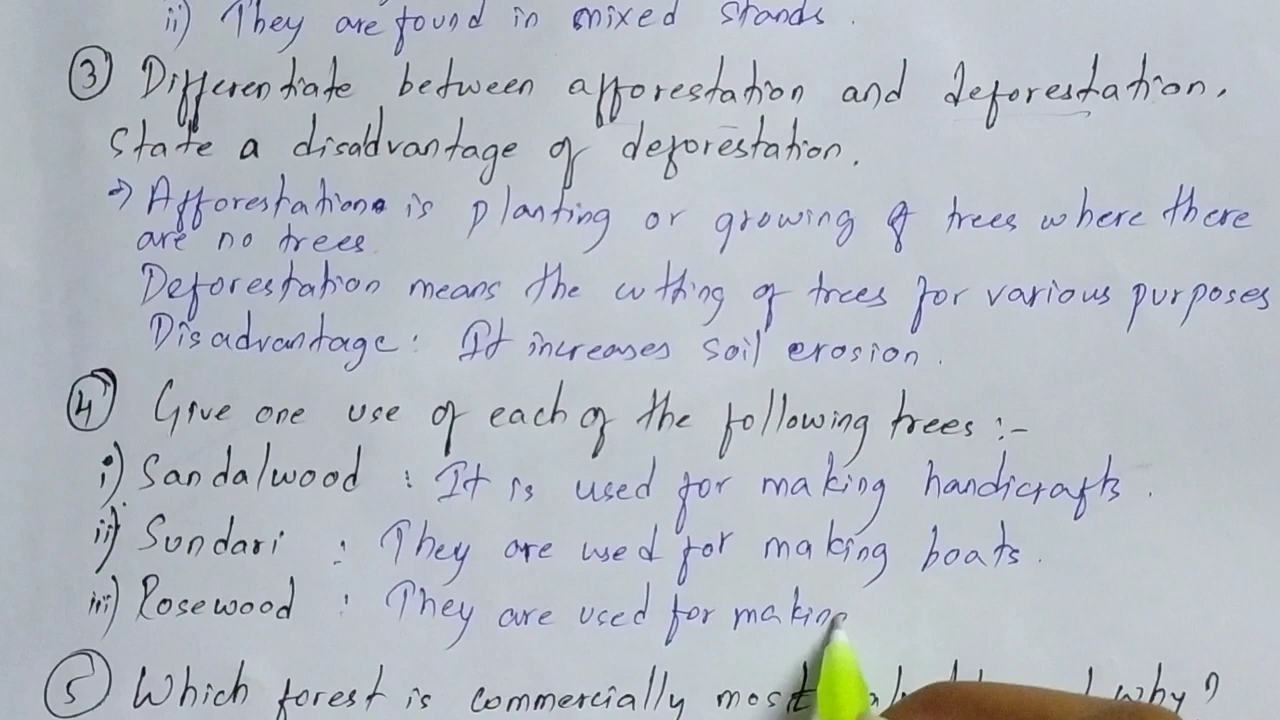 ii) They are found in mixed stands.
③ Differentiate between afforestation and deforestation.
State a disadvantage of deforestation.
→ Afforestation is planting or growing of trees where there
are no trees
Deforestation means the cutting of trees for various purposes
Disadvantage: It increases soil erosion.
④ Give one use of each of the following trees :-
i) Sandalwood : It is used for making handicrafts.
ii) Sundari : They are used for making boats.
iii) Rosewood : They are used for making
⑤ Which forest is commercially most why?